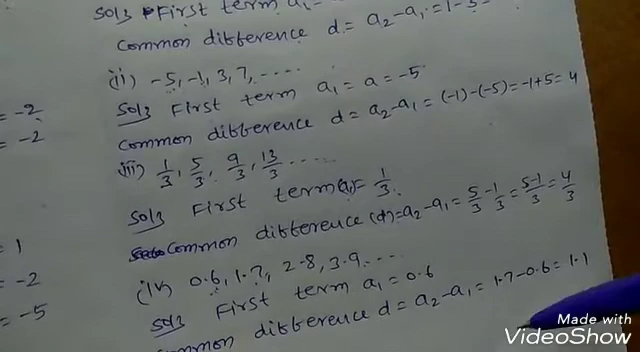 Sol: First term a₁ =
common difference d = a₂-a₁ = 1-3=
(ii) -5, -1, 3, 7, ....
Sol: First term a₁ = a = -5
common difference d = a₂-a₁ = (-1)-(-5) = -1+5 = 4
(iii) 1/3, 5/3, 9/3, 13/3 ....
Sol: First term (a₁) = 1/3.
common difference (d) = a₂-a₁ = 5/3 - 1/3 = 5-1/3 = 4/3
(iv) 0.6, 1.7, 2.8, 3.9 ...
Sol: First term a₁ = 0.6
common difference d = a₂-a₁ = 1.7-0.6 = 1.1
= -2
= -2
= 1
= -2
= -5
Made with
VideoShow